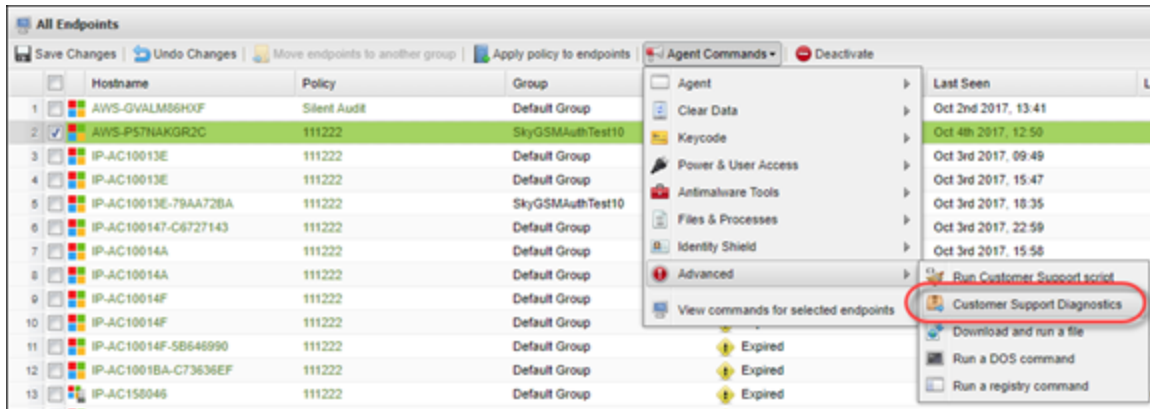 All Endpoints
Save Changes | Undo Changes | Move endpoints to another group | Apply policy to endpoints | Agent Commands | Deactivate
Hostname Policy Group Last Seen
1 AWS-GVALM86HXF Silent Audit Default Group Oct 2nd 2017, 13:41
2 AWS-P57NAKGR2C 111222 SkyGSMAuthTest10 Oct 4th 2017, 12:50
3 IP-AC10013E 111222 Default Group Oct 3rd 2017, 09:49
4 IP-AC10013E 111222 Default Group Oct 3rd 2017, 15:47
5 IP-AC10013E-79AA72BA 111222 SkyGSMAuthTest10 Oct 3rd 2017, 18:35
6 IP-AC100147-C6727143 111222 Default Group Oct 3rd 2017, 22:59
7 IP-AC10014A 111222 Default Group Oct 3rd 2017, 15:58
8 IP-AC10014A 111222 Default Group
9 IP-AC10014F 111222 Default Group
10 IP-AC10014F 111222 Default Group
11 IP-AC10014F-5B646990 111222 Default Group Expired
12 IP-AC1001BA-C73636EF 111222 Default Group Expired
13 IP-AC158046 111222 Default Group Expired
Agent
Clear Data
Keycode
Power & User Access
Antimalware Tools
Files & Processes
Identity Shield
Advanced
View commands for selected endpoints
Run Customer Support script
Customer Support Diagnostics
Download and run a file
Run a DOS command
Run a registry command